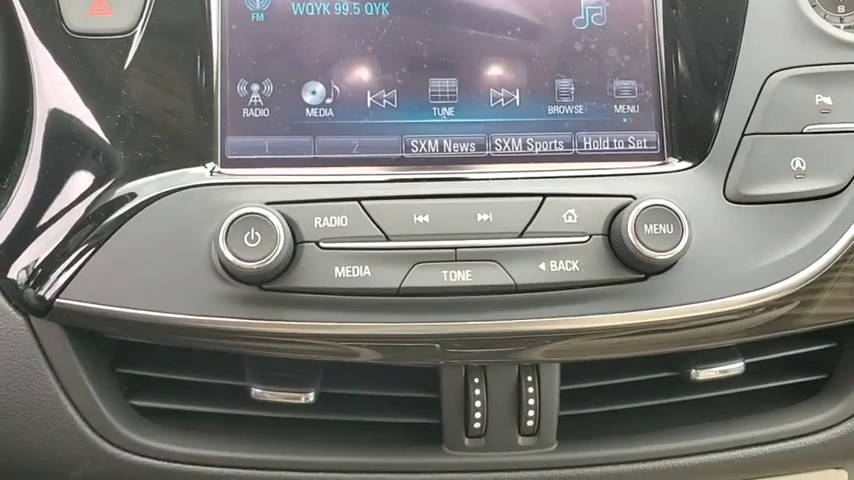 FM
WQYK 99.5 QYK
RADIO
MEDIA
TUNE
BROWSE
MENU
1
2
SXM News
SXM Sports
Hold to Set
RADIO
MENU
MEDIA
TONE
BACK